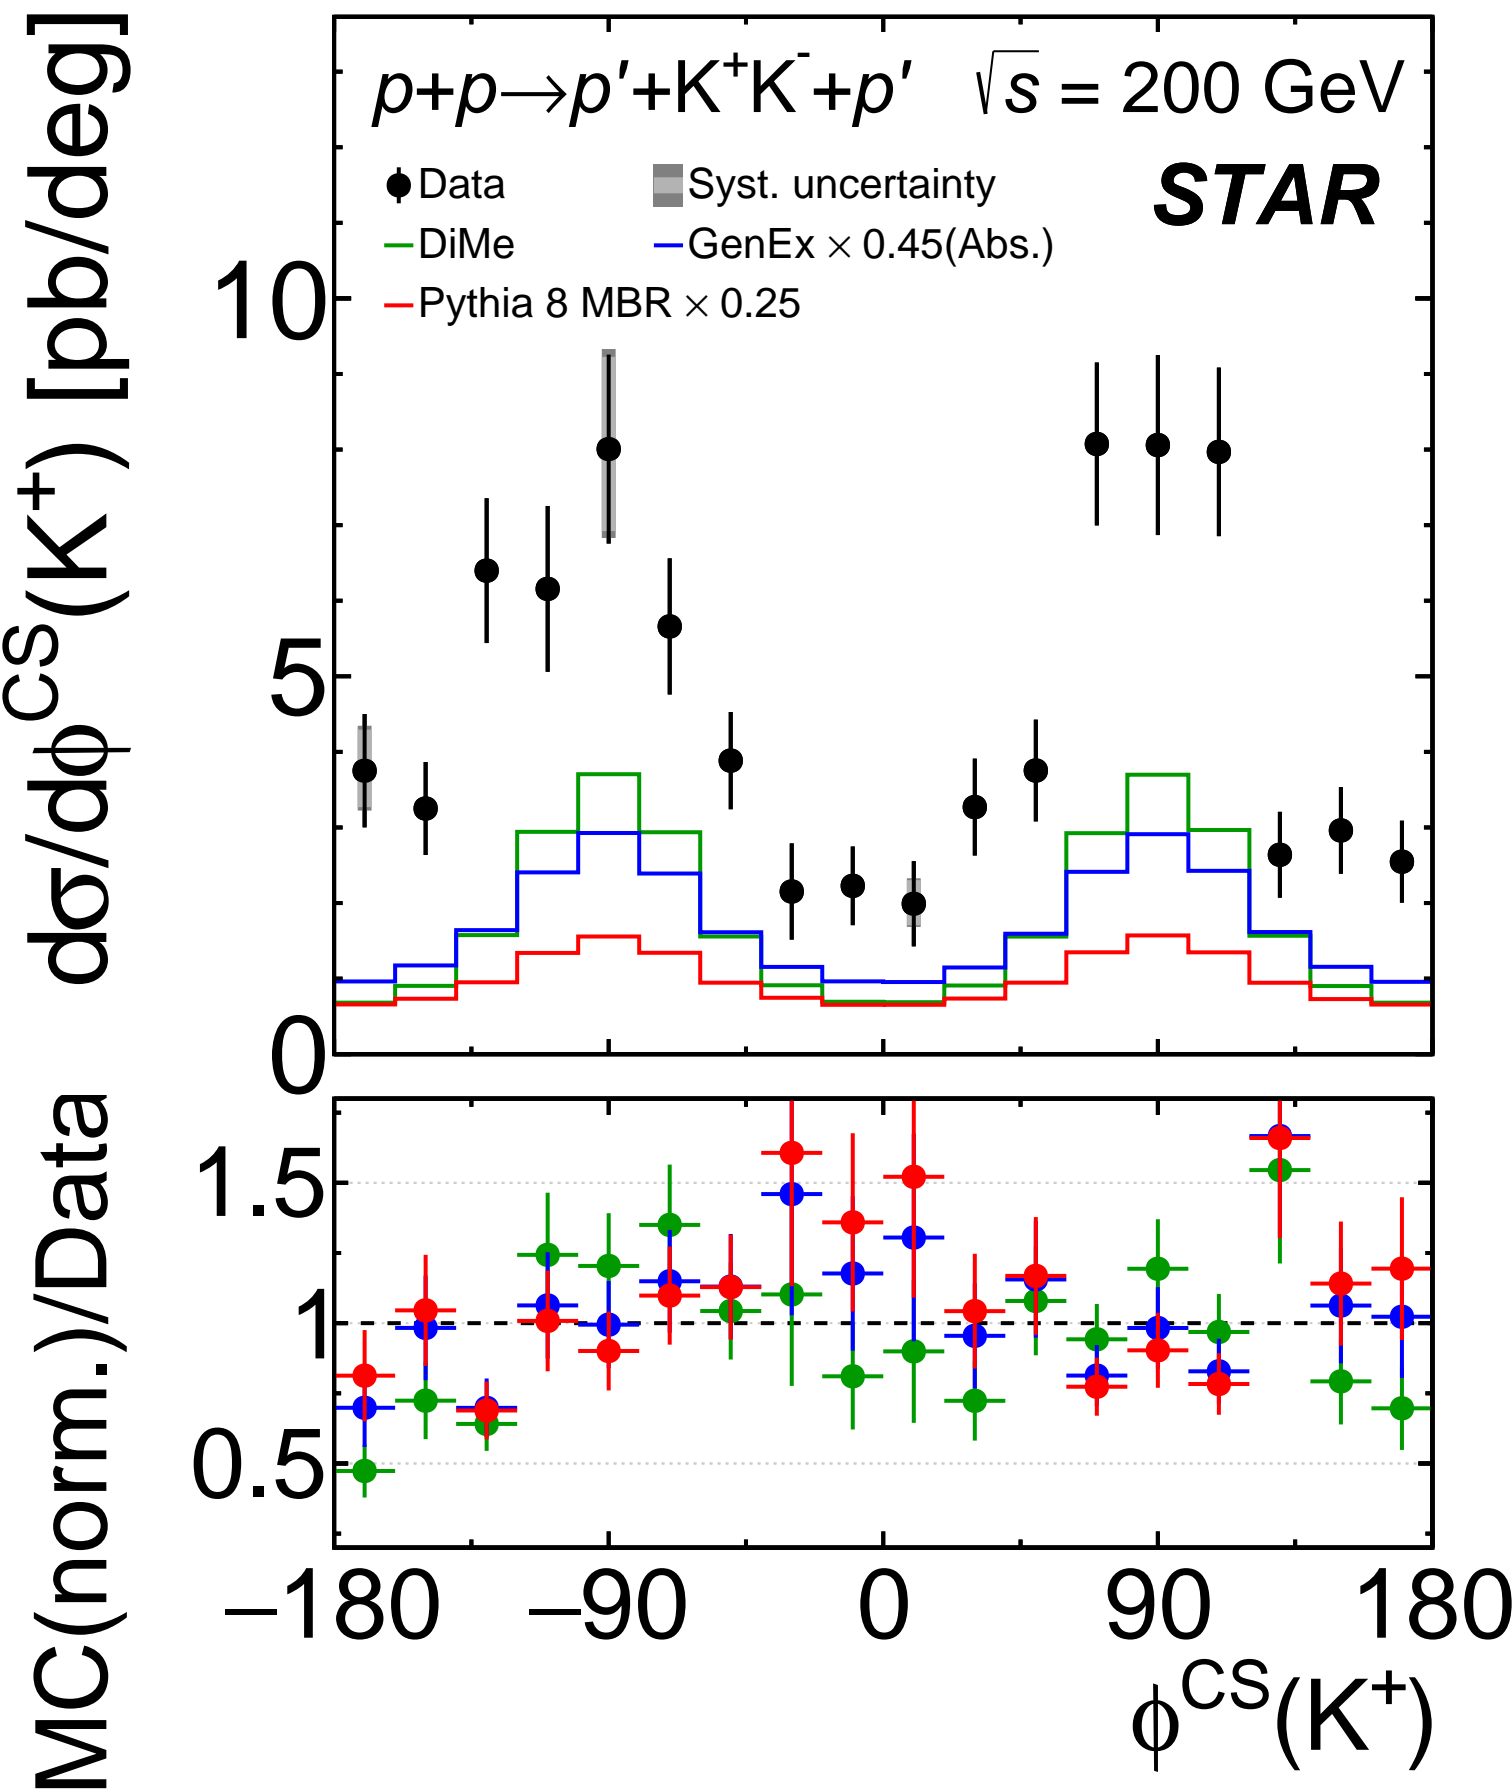 p+p→p′+K⁺K⁻+p′ √s = 200 GeV
Data
Syst. uncertainty
STAR
DiMe
GenEx × 0.45(Abs.)
Pythia 8 MBR × 0.25
dσ/dϕ^CS(K⁺) [pb/deg]
10
5
0
MC(norm.)/Data
1.5
1
0.5
−180 −90 0 90 180
ϕ^CS(K⁺)